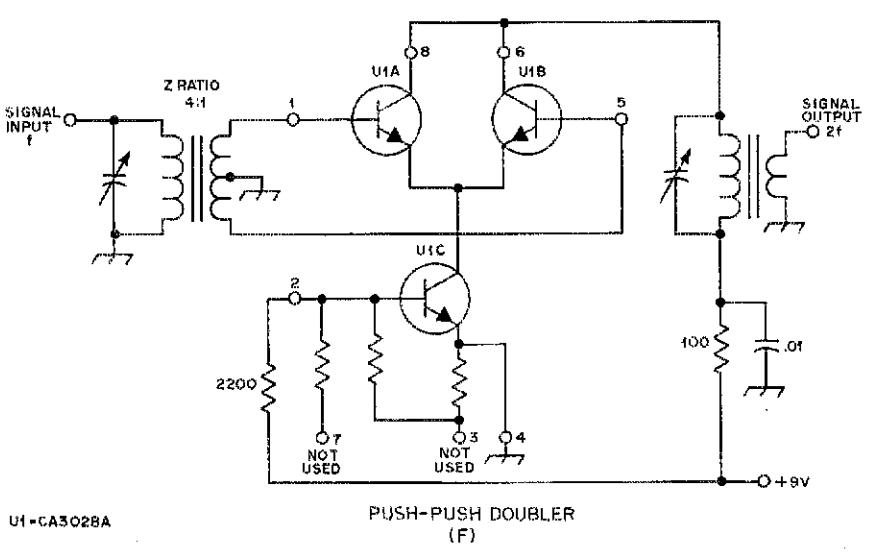 8
6
U1A
U1B
Z RATIO
4:1
1
5
SIGNAL
INPUT
f
SIGNAL
OUTPUT
2f
U1C
2
2200
100
.01
7
NOT
USED
3
NOT
USED
4
+9V
U1=CA3028A
PUSH-PUSH DOUBLER
(F)